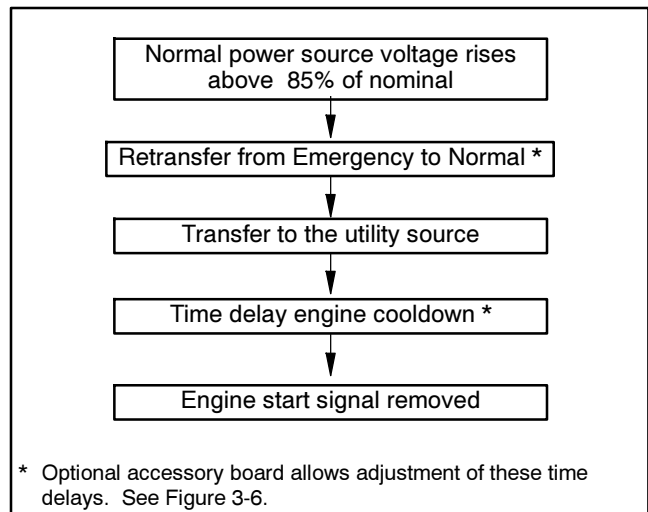 Normal power source voltage rises
above 85% of nominal
Retransfer from Emergency to Normal *
Transfer to the utility source
Time delay engine cooldown *
Engine start signal removed
* Optional accessory board allows adjustment of these time
delays. See Figure 3-6.